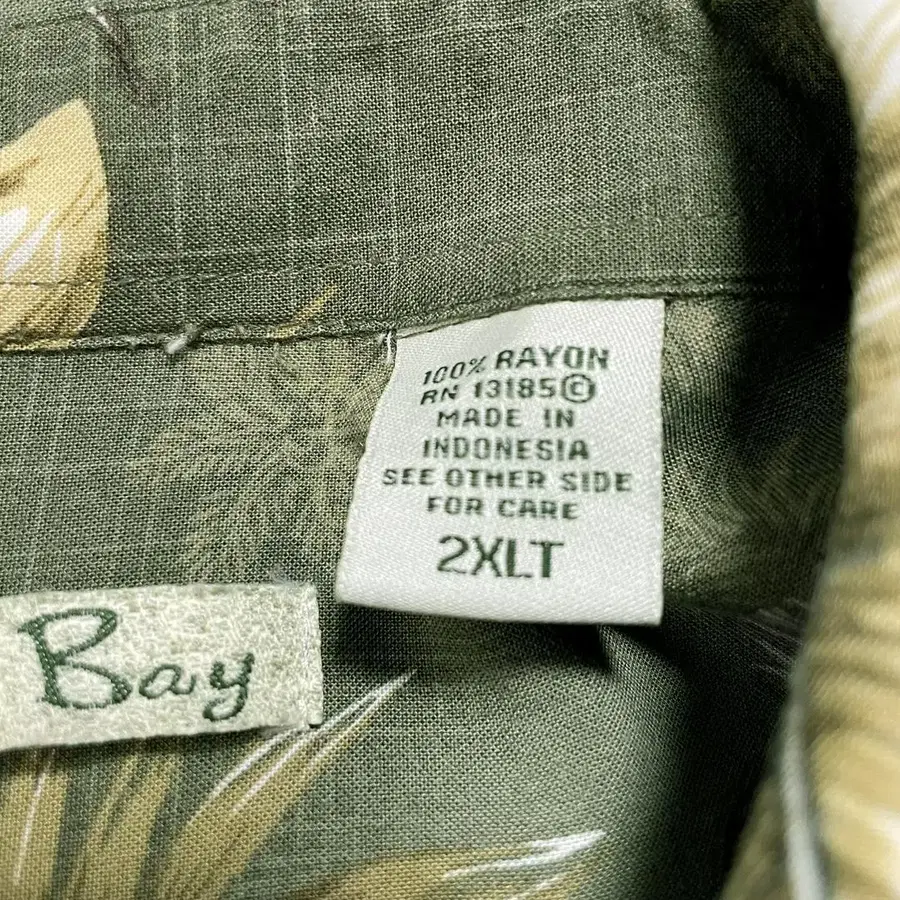 100% RAYON
RN 13185©
MADE IN
INDONESIA
SEE OTHER SIDE
FOR CARE
2XLT
Bay